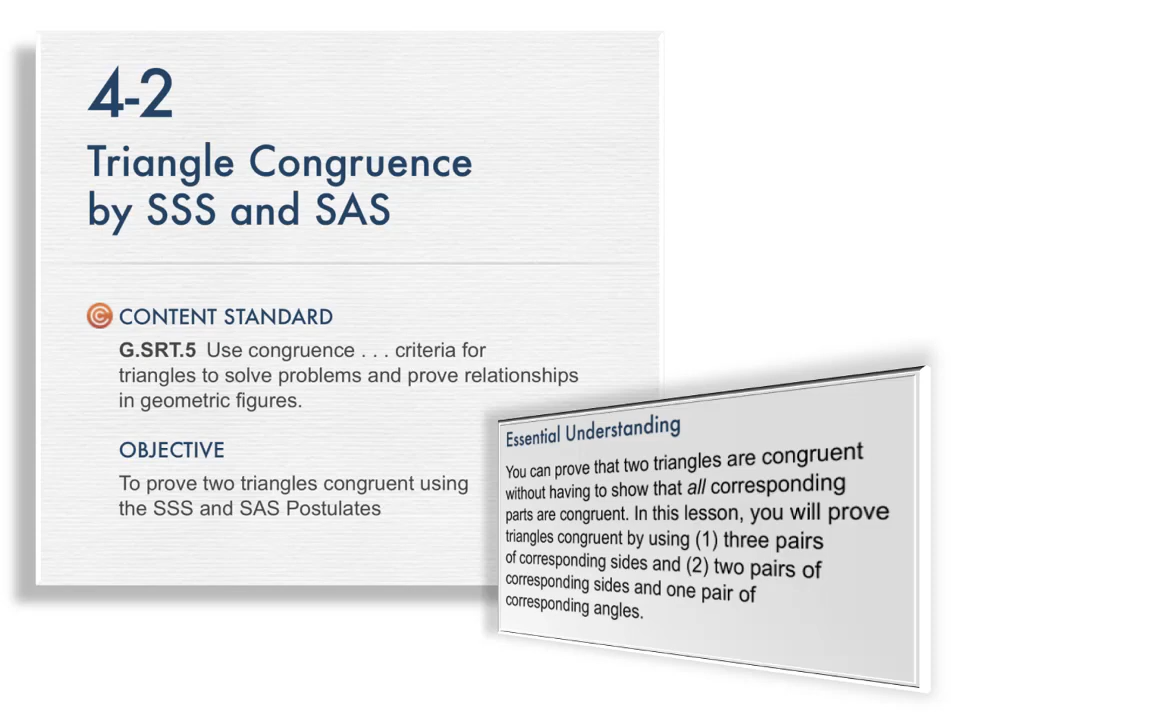 4-2
Triangle Congruence
by SSS and SAS
CONTENT STANDARD
G.SRT.5 Use congruence . . . criteria for
triangles to solve problems and prove relationships
in geometric figures.
OBJECTIVE
To prove two triangles congruent using
the SSS and SAS Postulates
Essential Understanding
You can prove that two triangles are congruent
without having to show that all corresponding
parts are congruent. In this lesson, you will prove
triangles congruent by using (1) three pairs
of corresponding sides and (2) two pairs of
corresponding sides and one pair of
corresponding angles.